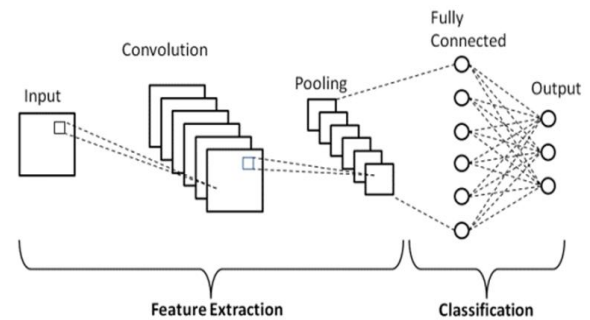 Fully
Connected
Convolution
Pooling
Output
Input
Feature Extraction
Classification